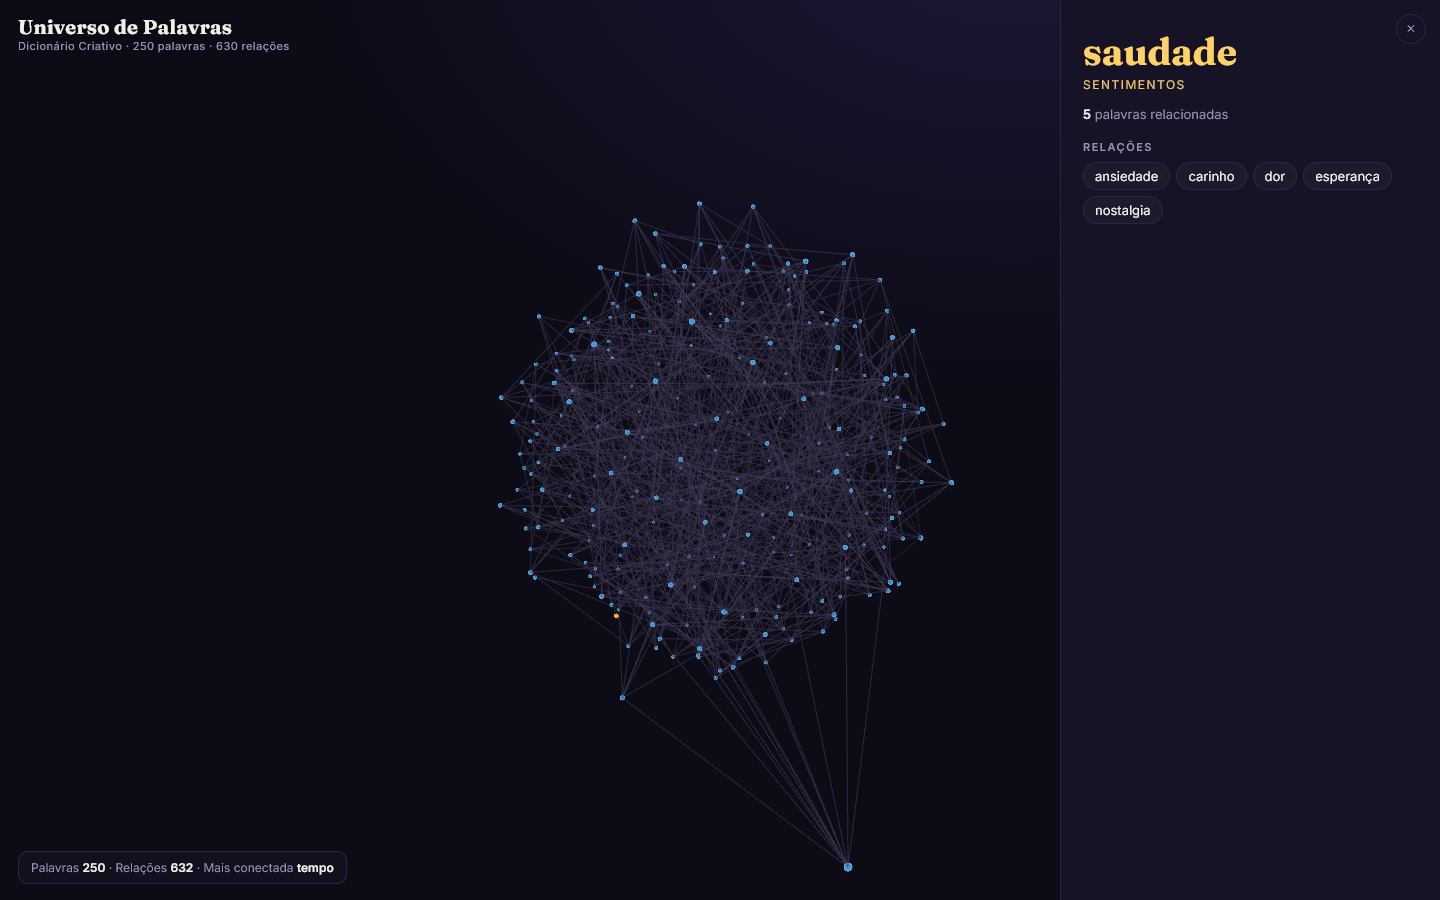 Universo de Palavras
Dicionário Criativo · 250 palavras · 630 relações
×
saudade
SENTIMENTOS
5 palavras relacionadas
RELAÇÕES
ansiedade carinho dor esperança
nostalgia
Palavras 250 · Relações 632 · Mais conectada tempo